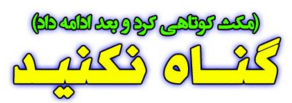 (مکث کوتاهی کرد و بعد ادامه داد)
گناه نکنید